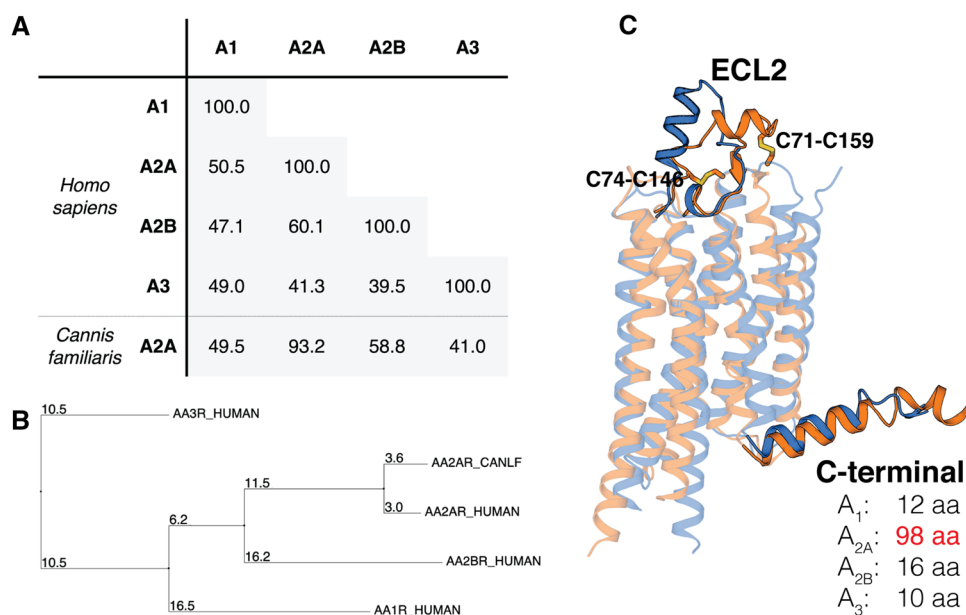 A
A1 A2A A2B A3
Homo
sapiens
A1 100.0
A2A 50.5 100.0
A2B 47.1 60.1 100.0
A3 49.0 41.3 39.5 100.0
Cannis
familiaris
A2A 49.5 93.2 58.8 41.0
B
10.5
AA3R_HUMAN
3.6
AA2AR_CANLF
11.5
3.0
AA2AR_HUMAN
6.2
16.2
AA2BR_HUMAN
10.5
16.5
AA1R_HUMAN
C
ECL2
C71-C159
C74-C146
C-terminal
A₁: 12 aa
A₂A: 98 aa
A₂B: 16 aa
A₃: 10 aa